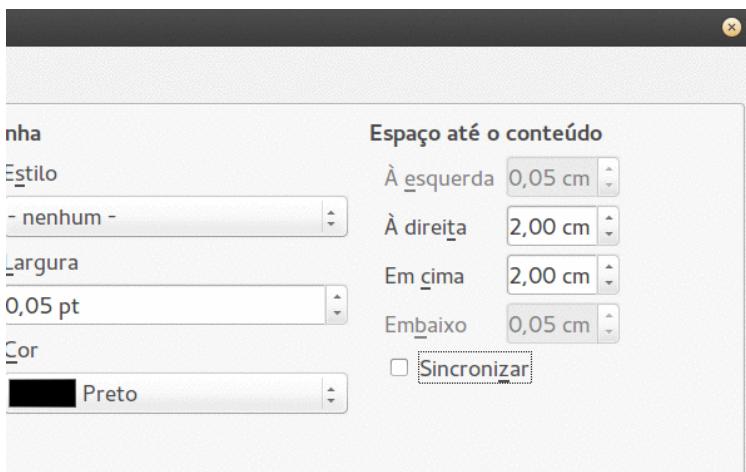 nha
Estilo
- nenhum -
Largura
0,05 pt
Cor
Preto
Espaço até o conteúdo
À esquerda 0,05 cm
À direita 2,00 cm
Em cima 2,00 cm
Embaixo 0,05 cm
Sincronizar